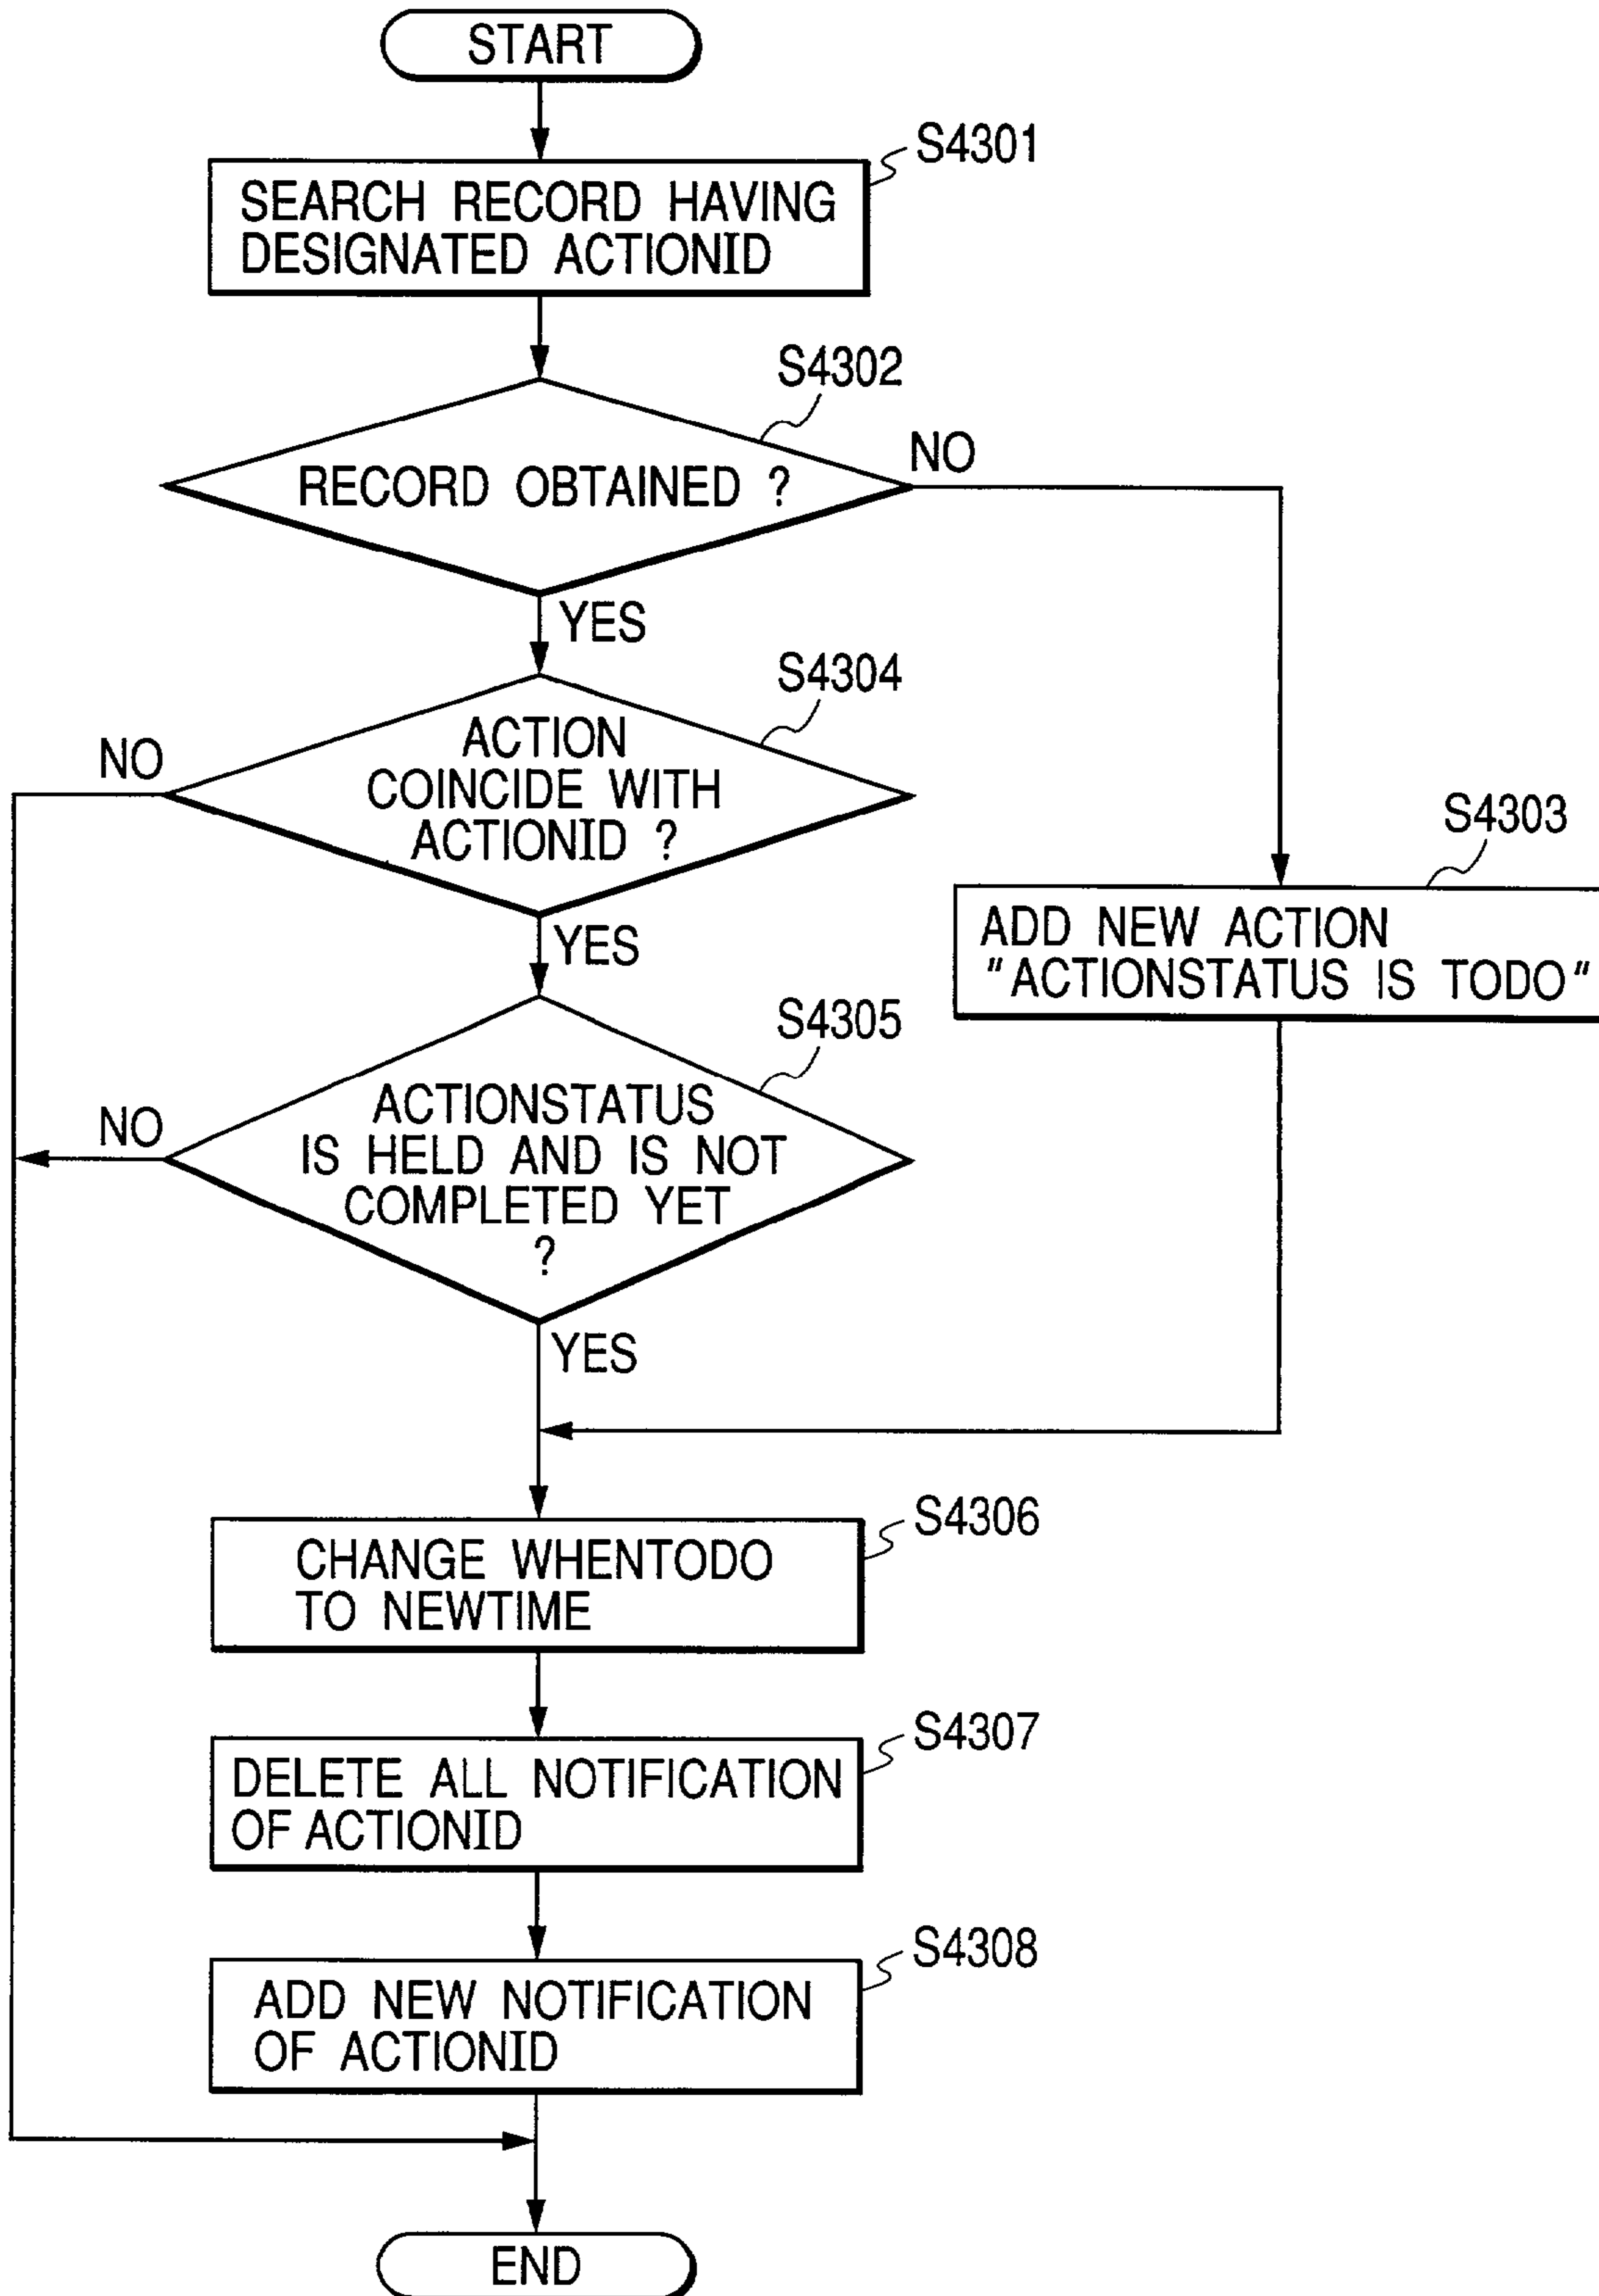 START
S4301
SEARCH RECORD HAVING
DESIGNATED ACTIONID
S4302
RECORD OBTAINED ?
NO
YES
S4304
ACTION
COINCIDE WITH
ACTIONID ?
NO
YES
S4303
ADD NEW ACTION
"ACTIONSTATUS IS TODO"
S4305
ACTIONSTATUS
IS HELD AND IS NOT
COMPLETED YET
?
NO
YES
S4306
CHANGE WHENTODO
TO NEWTIME
S4307
DELETE ALL NOTIFICATION
OF ACTIONID
S4308
ADD NEW NOTIFICATION
OF ACTIONID
END